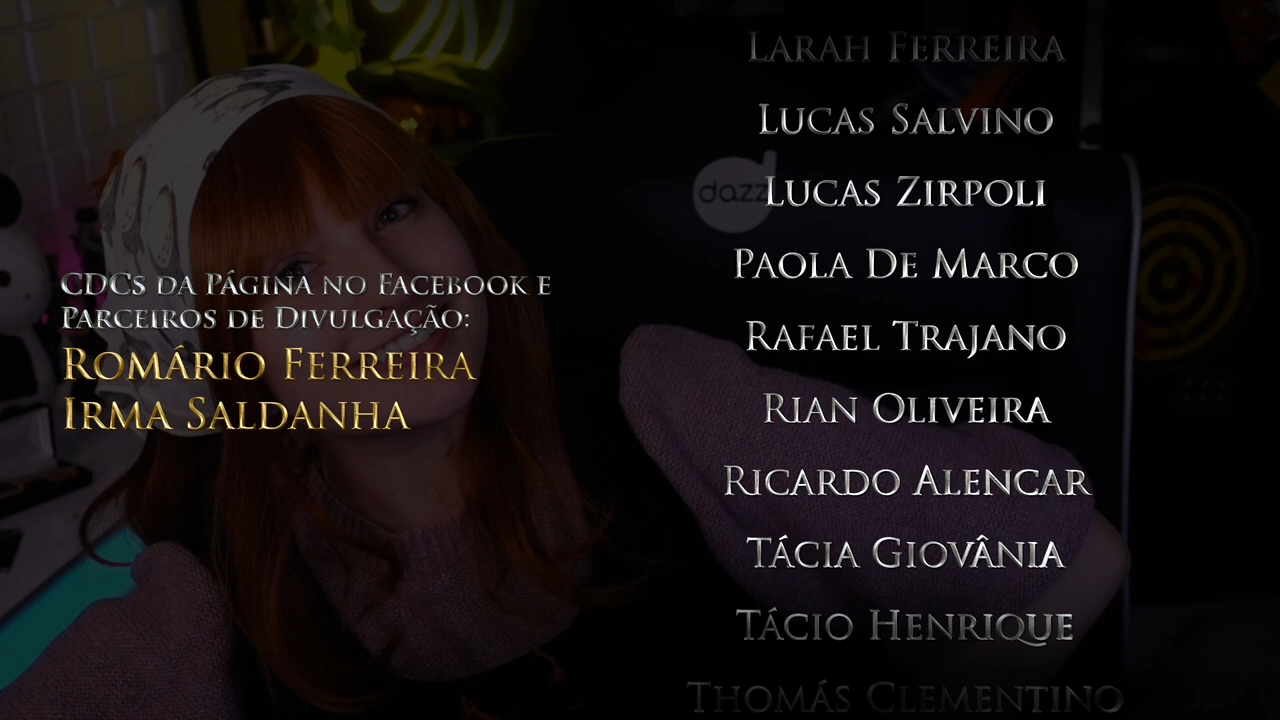 CDCs da Página no Facebook e
Parceiros de Divulgação:
Romário Ferreira
Irma Saldanha
Larah Ferreira
Lucas Salvino
dazz
Lucas Zirpoli
Paola De Marco
Rafael Trajano
Rian Oliveira
Ricardo Alencar
Tácia Giovânia
Tácio Henrique
Thomás Clementino